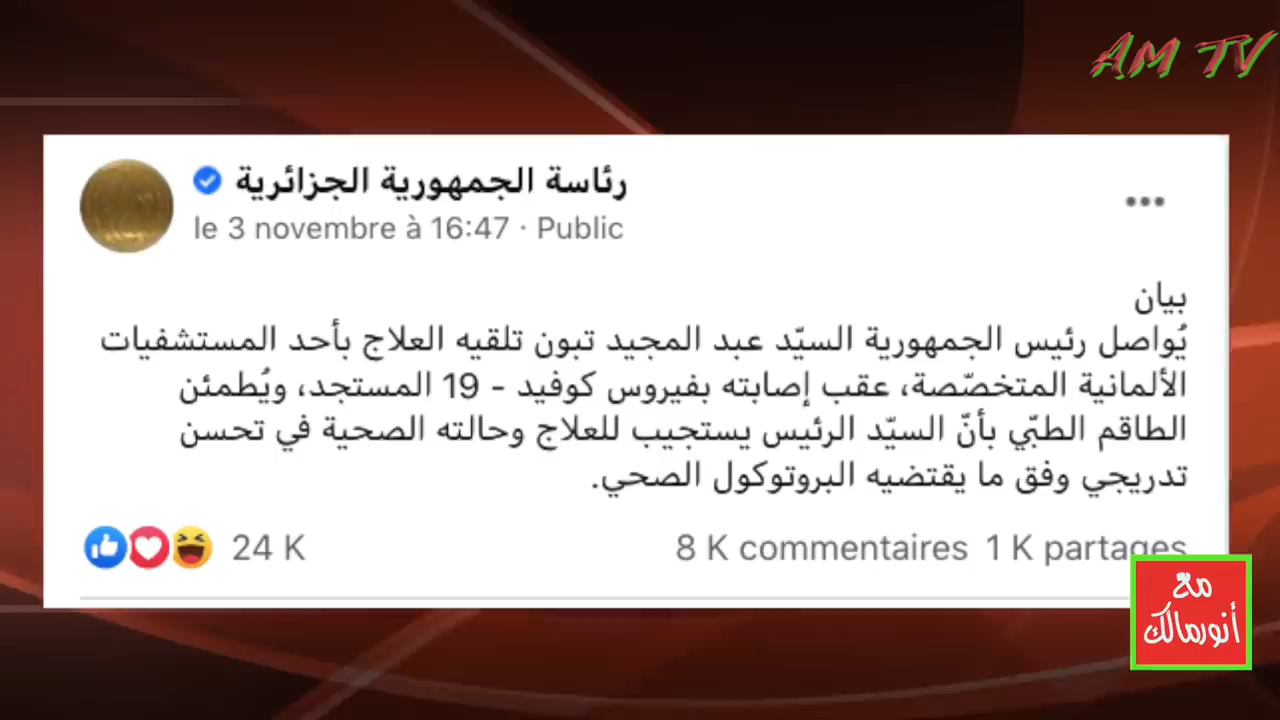 AM TV
رئاسة الجمهورية الجزائرية
le 3 novembre à 16:47 · Public
بيان
يُواصل رئيس الجمهورية السيّد عبد المجيد تبون تلقيه العلاج بأحد المستشفيات
الألمانية المتخصّصة، عقب إصابته بفيروس كوفيد - 19 المستجد، ويُطمئن
الطاقم الطبّي بأنّ السيّد الرئيس يستجيب للعلاج وحالته الصحية في تحسن
تدريجي وفق ما يقتضيه البروتوكول الصحي.
24 K
8 K commentaires 1 K partages
مع
أنورمالك